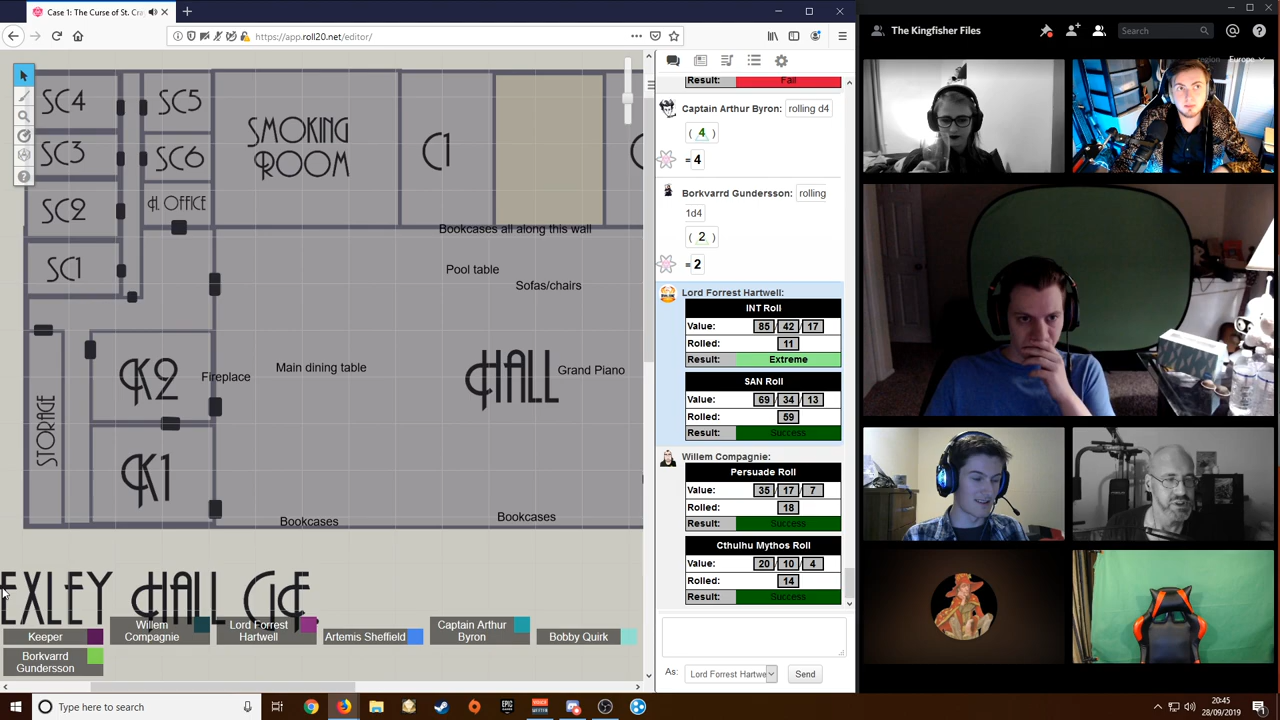 Case 1: The Curse of St. Cra
https://app.roll20.net/editor/
SC4
SC5
SC3
SC6
SC2
H. OFFICE
SC1
SMOKING
ROOM
C1
Bookcases all along this wall
Pool table
Sofas/chairs
K2
Fireplace
Main dining table
HALL
Grand Piano
STORAGE
K1
Bookcases
Bookcases
EXLEY HALL
Keeper
Willem
Compagnie
Lord Forrest
Hartwell
Artemis Sheffield
Captain Arthur
Byron
Bobby Quirk
Borkvarrd
Gundersson
Result: Fail
Captain Arthur Byron: rolling d4
( 4 )
= 4
Borkvarrd Gundersson: rolling
1d4
( 2 )
= 2
Lord Forrest Hartwell:
INT Roll
Value: 85 42 17
Rolled: 11
Result: Extreme
SAN Roll
Value: 69 34 13
Rolled: 59
Result: Success
Willem Compagnie:
Persuade Roll
Value: 35 17 7
Rolled: 18
Result: Success
Cthulhu Mythos Roll
Value: 20 10 4
Rolled: 14
Result: Success
As: Lord Forrest Hartwe
Send
The Kingfisher Files
Search
region
Europe
Type here to search
20:45
28/09/2019